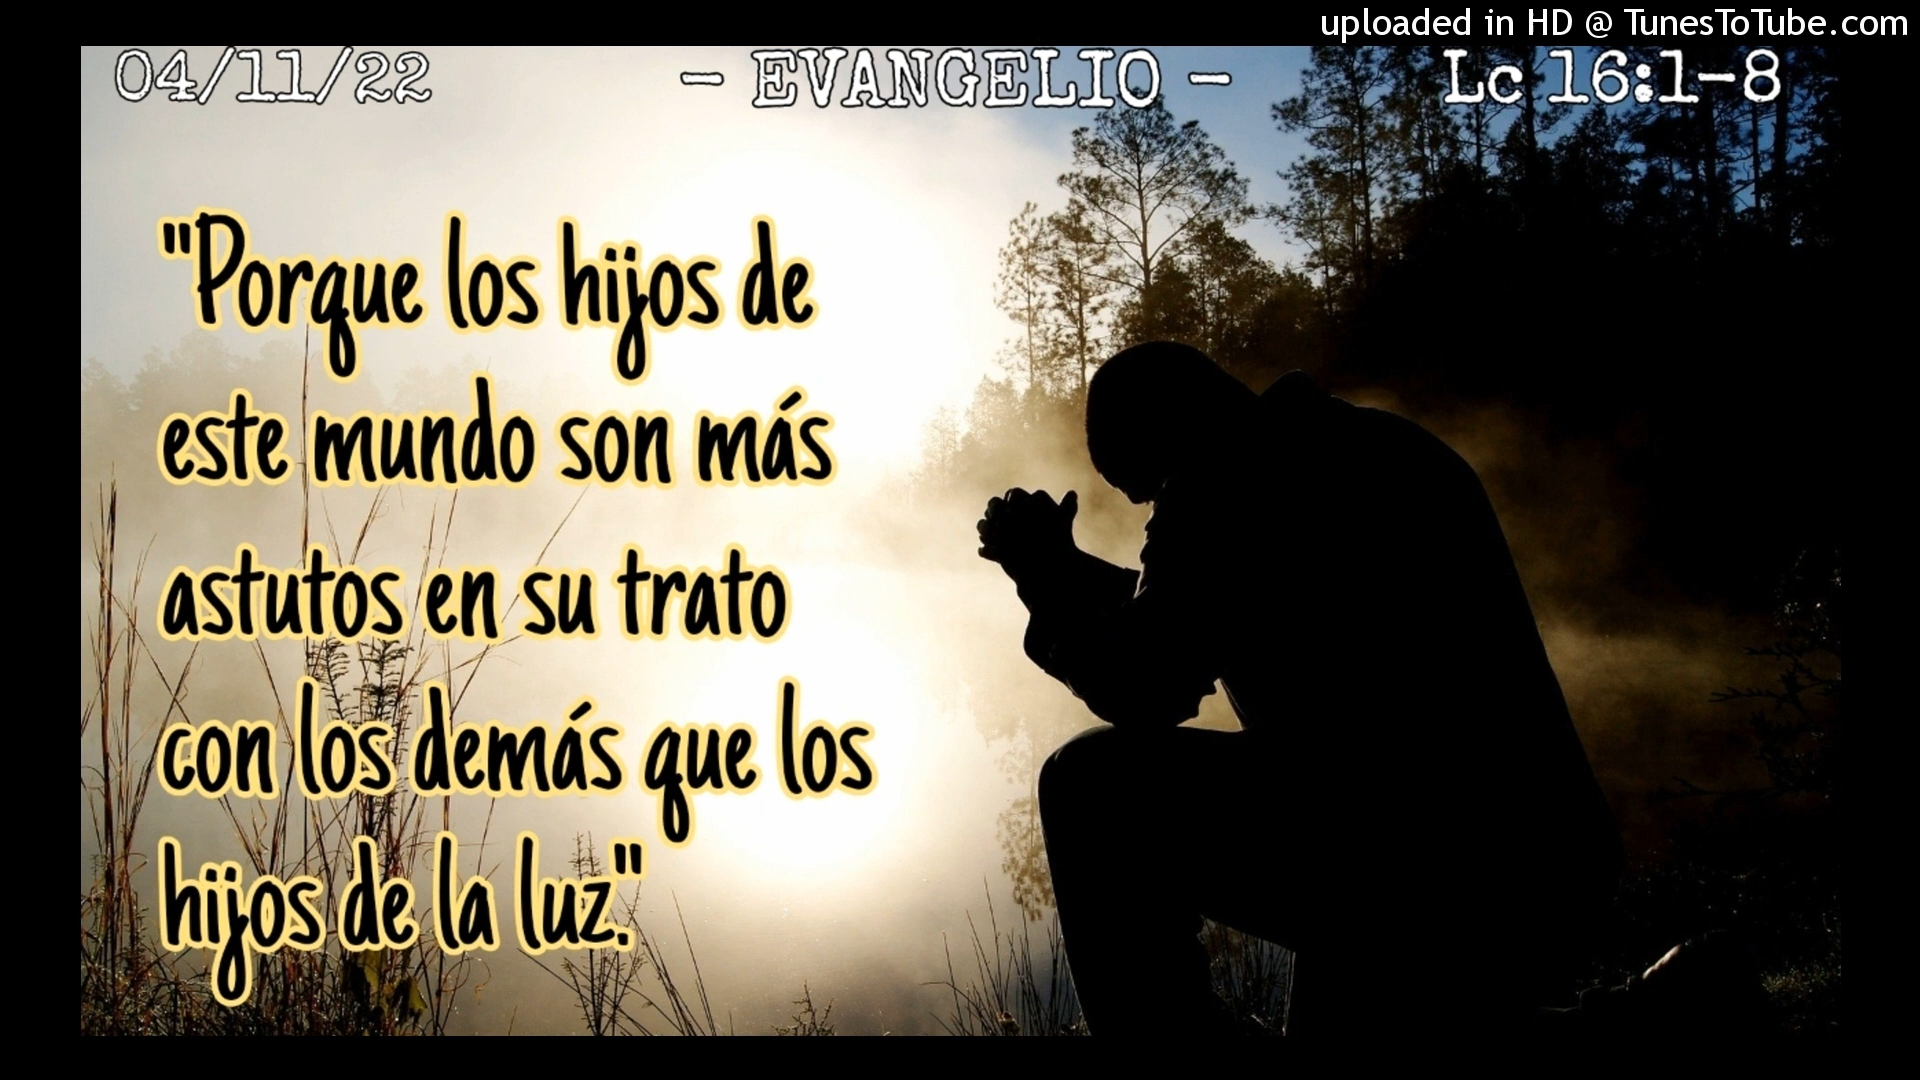 uploaded in HD @ TunesToTube.com
04/11/22 - EVANGELIO - Lc 16:1-8
"Porque los hijos de
este mundo son más
astutos en su trato
con los demás que los
hijos de la luz."